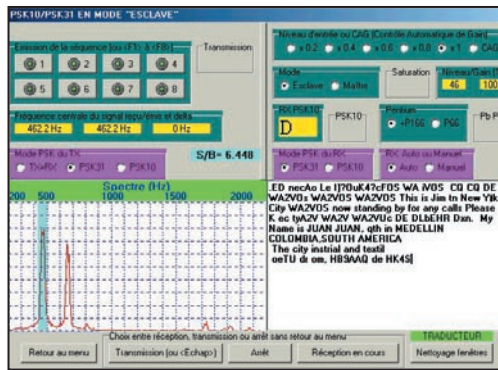 PSK10/PSK31 EN MODE "ESCLAVE"
Emission de la séquence (ou <F1> à <F8>)
Transmission
1 2 3 4
5 6 7 8
Fréquence centrale du signal reçu/émis et delta
462.2 Hz 462.2 Hz 0 Hz
Mode PSK du TX
TX=RX PSK31 PSK10
S/B= 6.448
Niveau d'entrée ou CAG (Contrôle Automatique de Gain)
x 0.2 x 0.4 x 0.6 x 0.8 x 1 CAG
Mode
Esclave Maître
Saturation
Niveau/Gain
46 100
RX PSK10
D
PSK10
Pentium
+P166 P66
Pb
Mode PSK du RX
PSK31 PSK10
RX Auto ou Manuel
Auto Manuel
Spectre (Hz)
200 500 1000 1500 2000
.ED necAo Le
WA iVOS CQ CQ DE
WA2VOs WA2VOS WA2VOS This is Jim tn New
City WA2VOS now standing by for any calls Please
K ec tyA2V WA2V WA2VUc DE DLbEHR Dxn. My
Name is JUAN JUAN, qth in MEDELLIN
COLOMBIA,SOUTH AMERICA
The city instrial and textil
oeTU di om, HB9AAQ de HK4S
Choix entre réception, transmission ou arrêt sans retour au menu
TRADUCTEUR
Retour au menu
Transmission (ou <Echap>)
Arrêt
Réception en cours
Nettoyage fenêtres